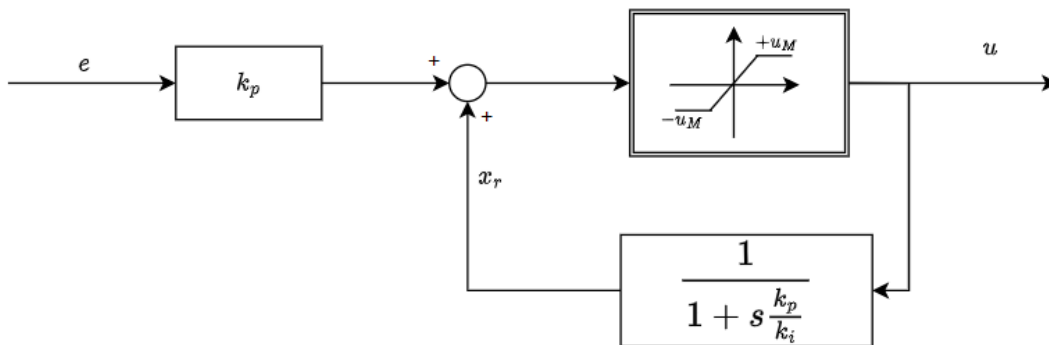 e
k_p
+
+
x_r
+u_M
-u_M
u
1
1 + s k_p
k_i